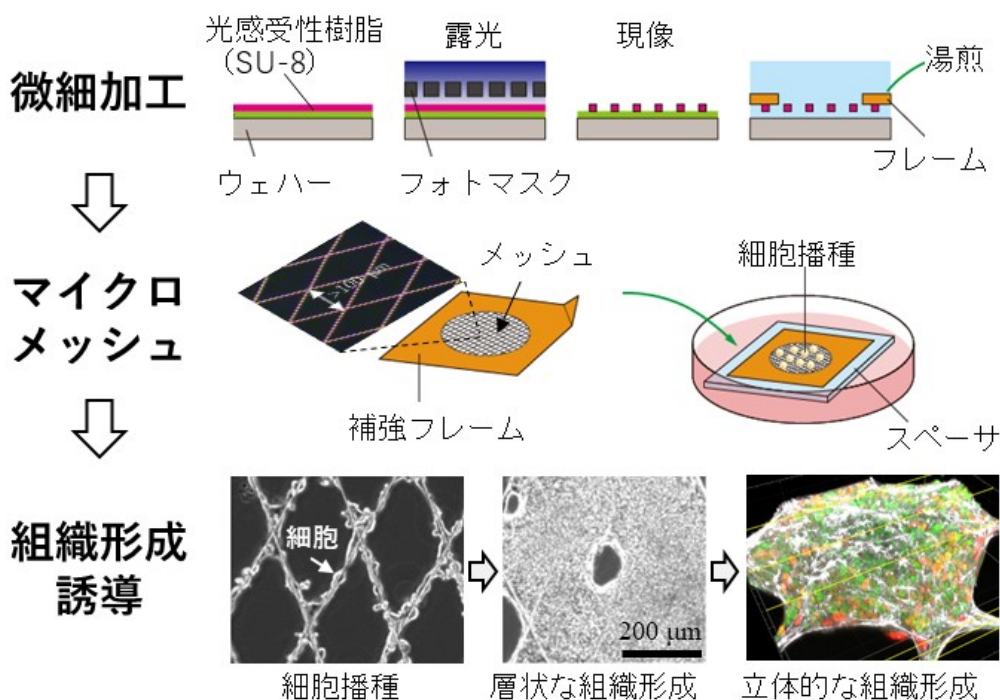 微細加工
光感受性樹脂
(SU-8)
露光
現像
湯煎
ウェハー
フォトマスク
フレーム
マイクロ
メッシュ
メッシュ
細胞播種
補強フレーム
スペーサ
組織形成
誘導
細胞
200 μm
細胞播種
層状な組織形成
立体的な組織形成